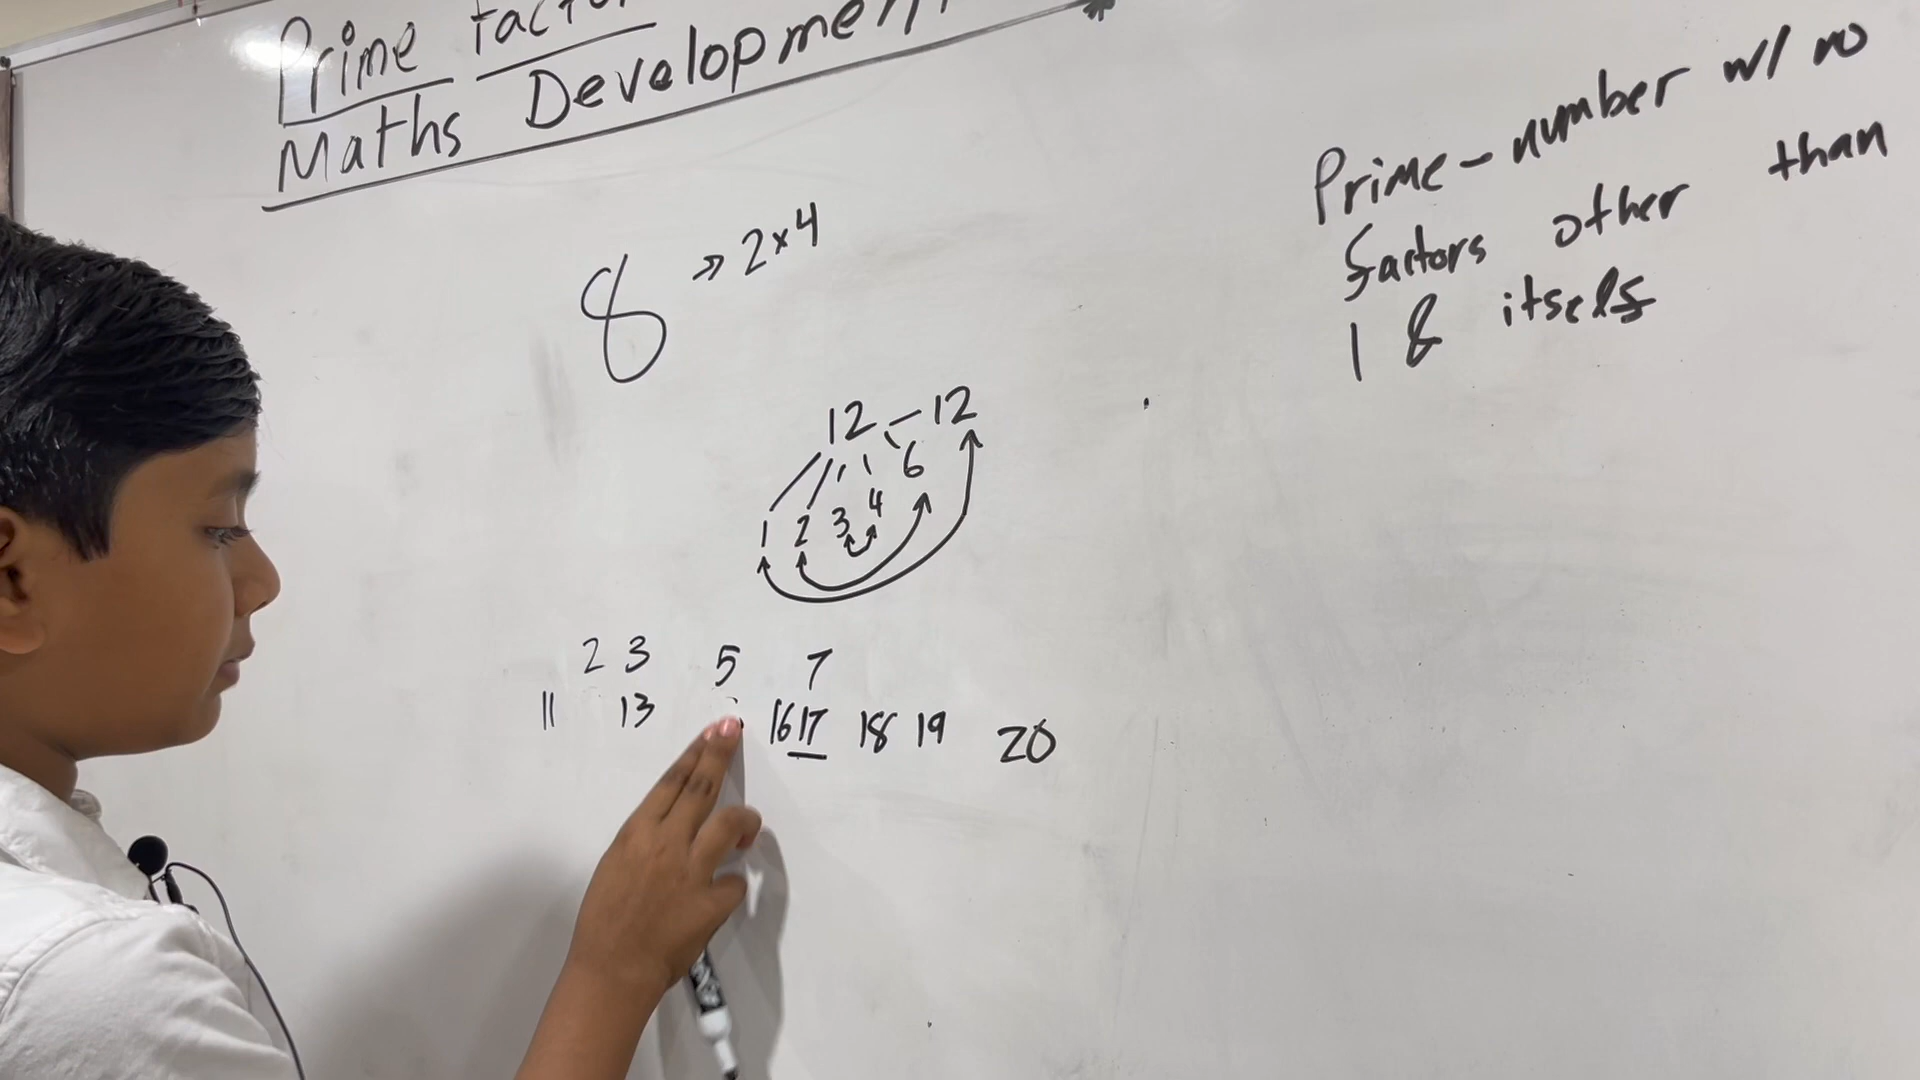 Prime factor
Maths Development
*
8 -> 2×4
Prime - number w/ no
factors other than
1 & itself
12 - 12
6
1 2 3 4
2 3 5 7
11 13 16 17 18 19 20